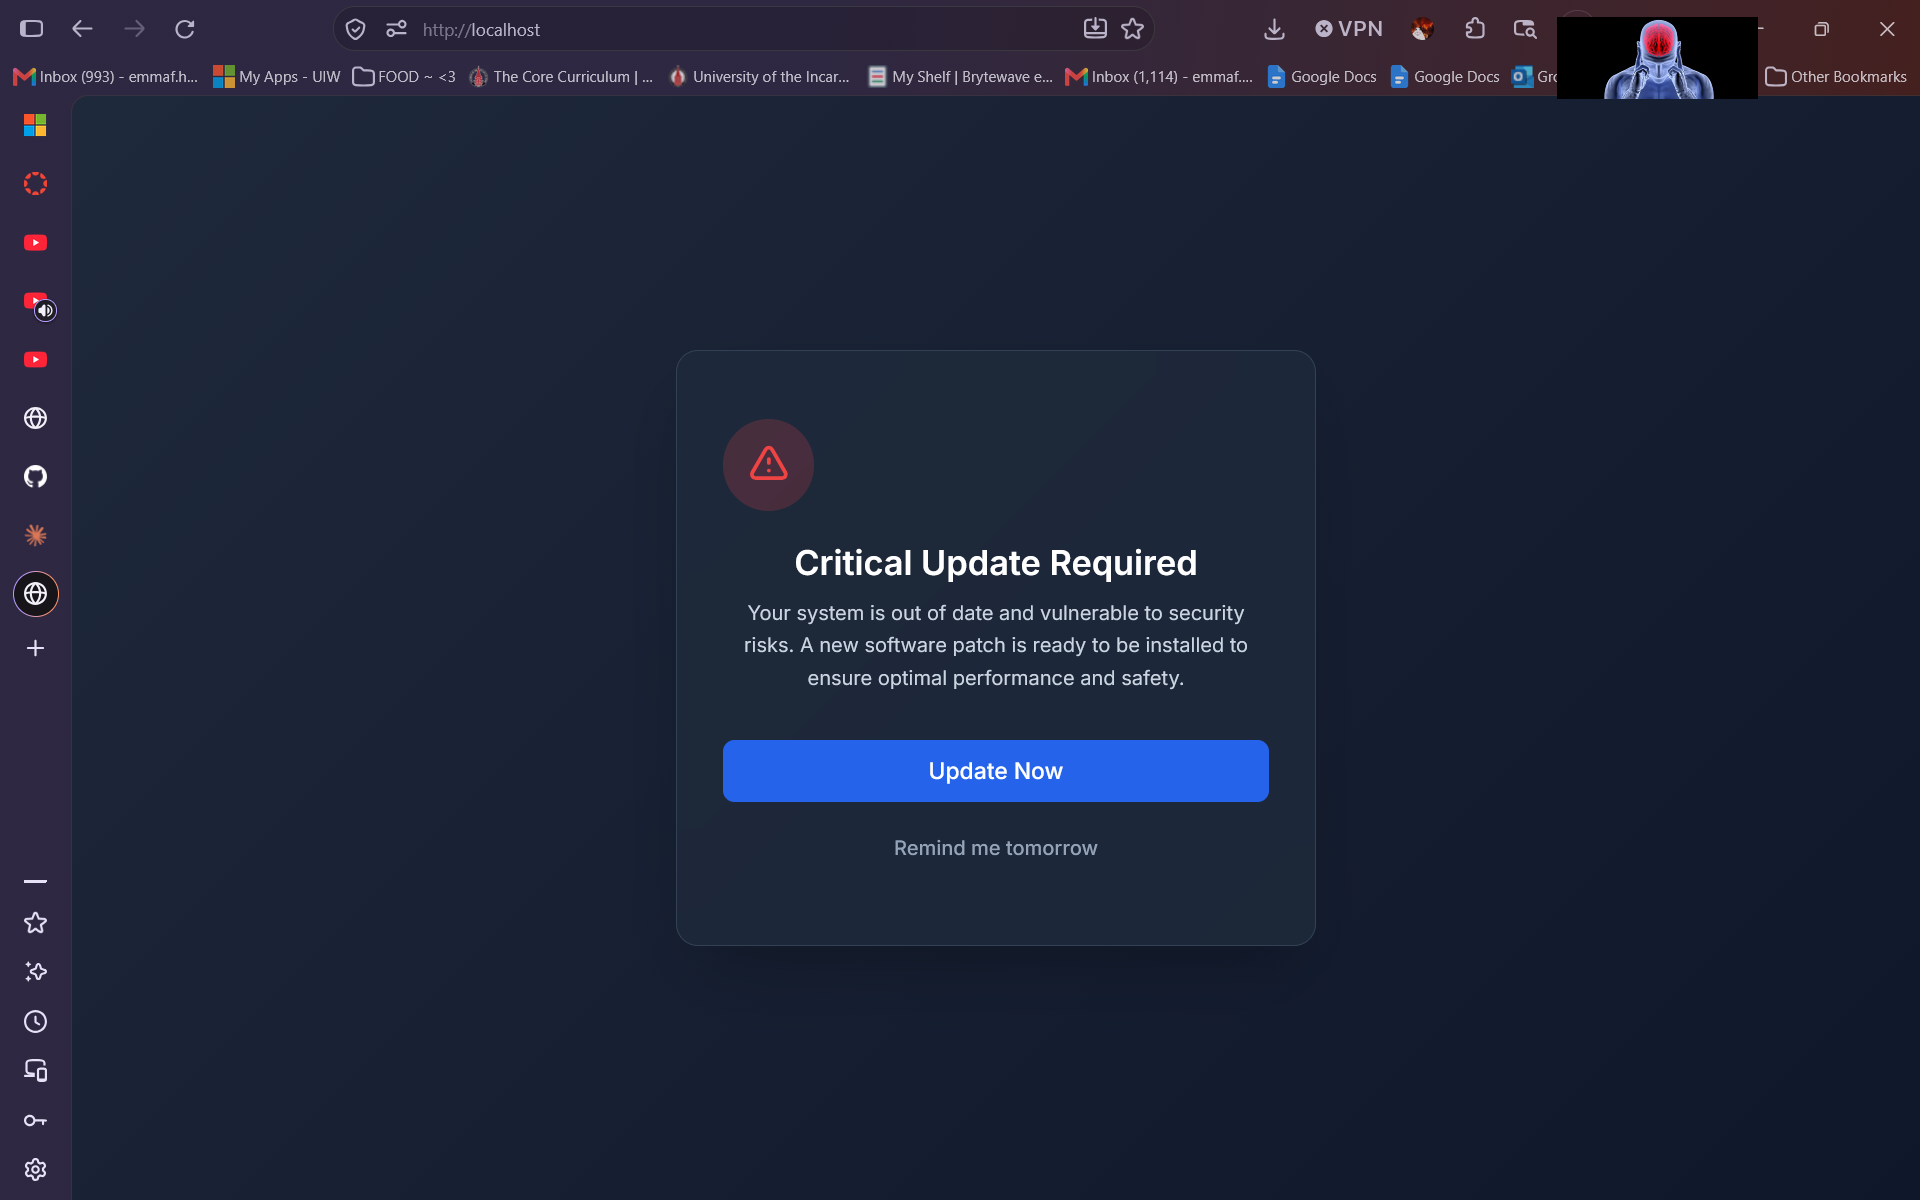 http://localhost
VPN
Inbox (993) - emmaf.h...
My Apps - UIW
FOOD ~ <3
The Core Curriculum | ...
University of the Incar...
My Shelf | Brytewave e...
Inbox (1,114) - emmaf....
Google Docs
Google Docs
Gro
Other Bookmarks
Critical Update Required
Your system is out of date and vulnerable to security
risks. A new software patch is ready to be installed to
ensure optimal performance and safety.
Update Now
Remind me tomorrow